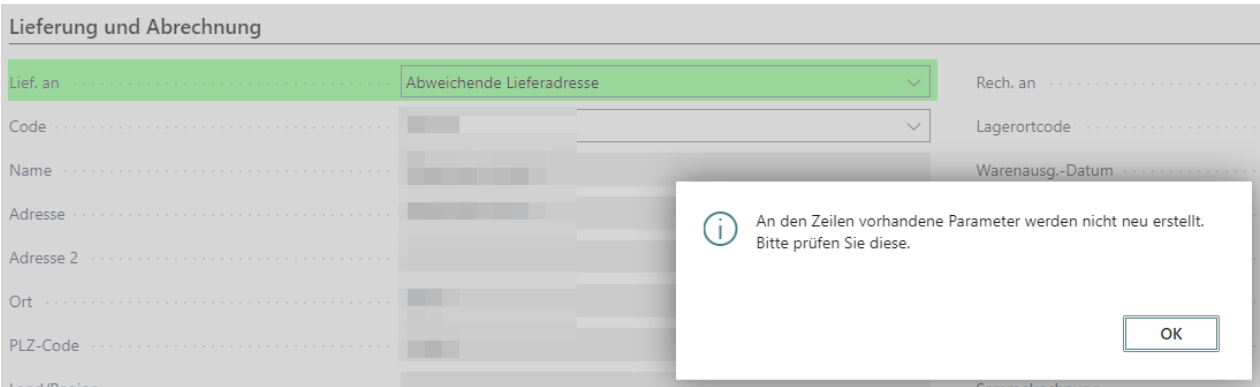 Lieferung und Abrechnung
Lief. an
Abweichende Lieferadresse
Rech. an
Code
Lagerortcode
Name
Warenausg.-Datum
Adresse
An den Zeilen vorhandene Parameter werden nicht neu erstellt.
Bitte prüfen Sie diese.
Adresse 2
Ort
PLZ-Code
OK